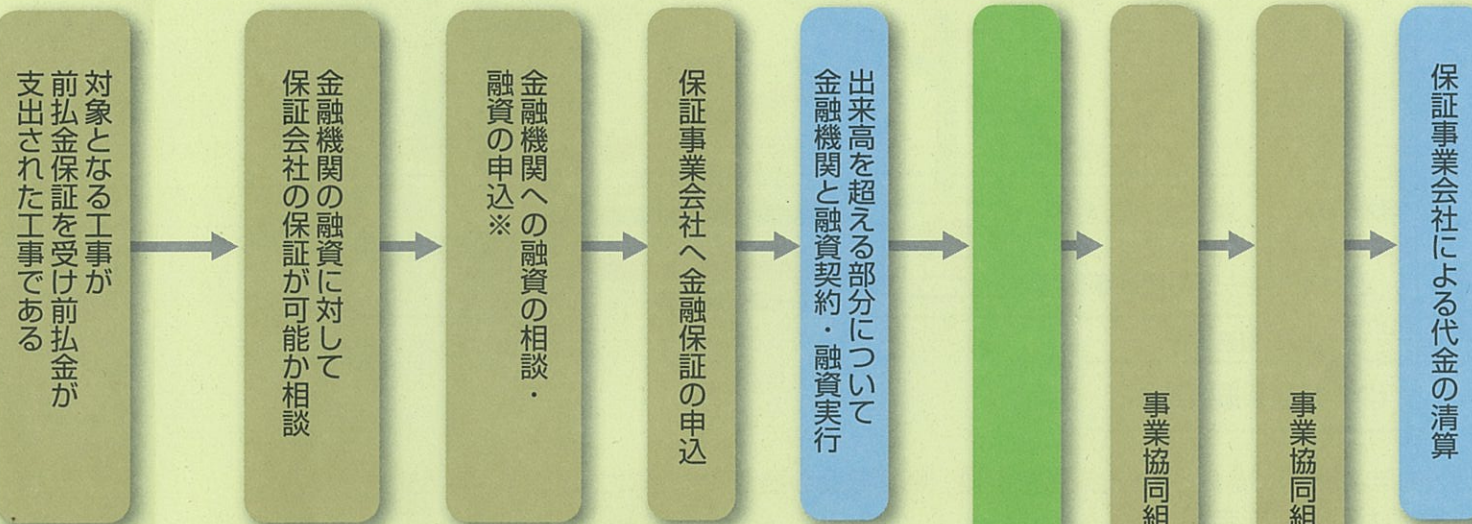 対象となる工事が
前払金保証を受け前払金が
支出された工事である
金融機関の融資に対して
保証会社の保証が可能か相談
金融機関への融資の相談・
融資の申込※
保証事業会社へ金融保証の申込
出来高を超える部分について
金融機関と融資契約・融資実行
事業協同組
事業協同組
保証事業会社による代金の清算